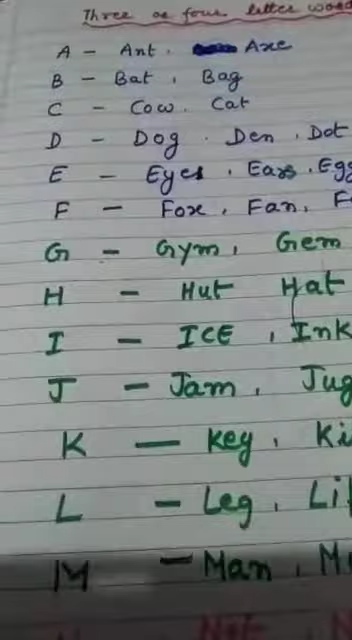 Three or four letter word
A - Ant. Axe
B - Bat, Bag
C - Cow. Cat
D - Dog. Den, Dot
E - Eyes, Ears, Egg
F - Fox, Fan,
G - Gym, Gem
H - Hut Hat
I - ICE, Ink
J - Jam, Jug
K - Key,
L - Leg,
M - Man,